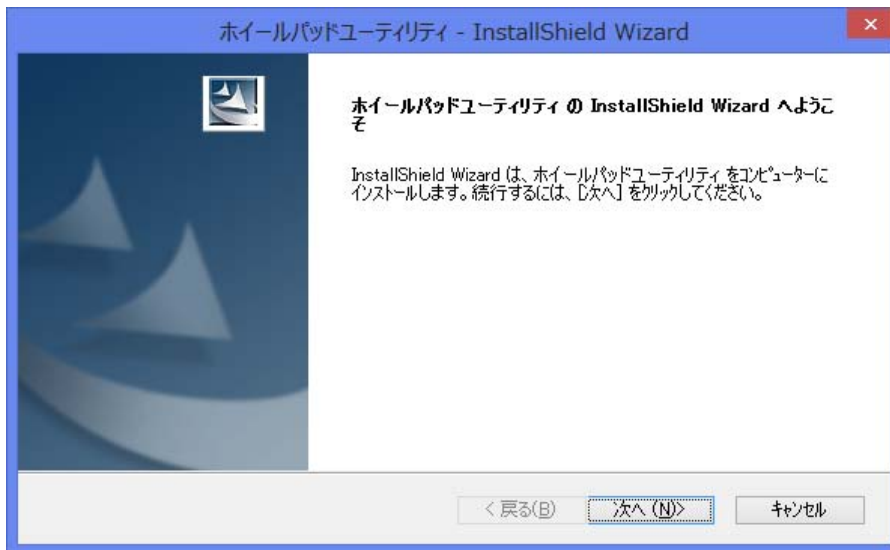 ホイールパッドユーティリティ - InstallShield Wizard
ホイールパッドユーティリティ の InstallShield Wizard へようこ
そ
InstallShield Wizard は、ホイールパッドユーティリティ をコンピューターに
インストールします。続行するには、[次へ] をクリックしてください。
< 戻る(B)
次へ (N)>
キャンセル